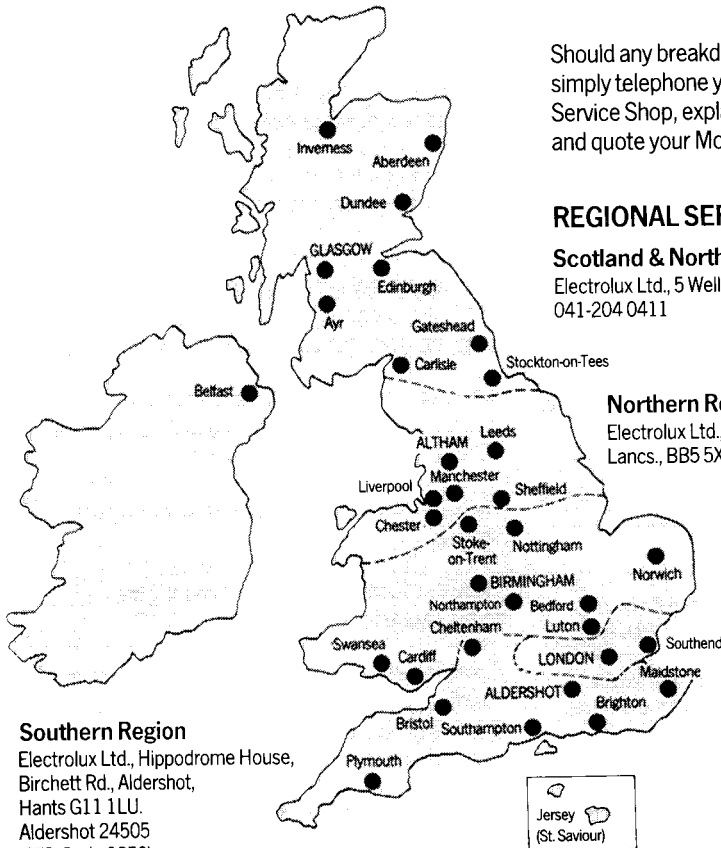 Should any breakd
simply telephone y
Service Shop, expl
and quote your Mo
REGIONAL SER
Scotland & North
Electrolux Ltd., 5 Well
041-204 0411
Northern Re
Electrolux Ltd.,
Lancs., BB5 5X
Inverness
Aberdeen
Dundee
GLASGOW
Edinburgh
Ayr
Gateshead
Carlisle
Stockton-on-Tees
Belfast
ALTHAM
Leeds
Manchester
Liverpool
Sheffield
Chester
Stoke-
on-Trent
Nottingham
BIRMINGHAM
Norwich
Northampton
Bedford
Luton
Cheltenham
Swansea
Cardiff
LONDON
Southend
Maidstone
ALDERSHOT
Brighton
Bristol
Southampton
Plymouth
Jersey
(St. Saviour)
Southern Region
Electrolux Ltd., Hippodrome House,
Birchett Rd., Aldershot,
Hants G11 1LU.
Aldershot 24505